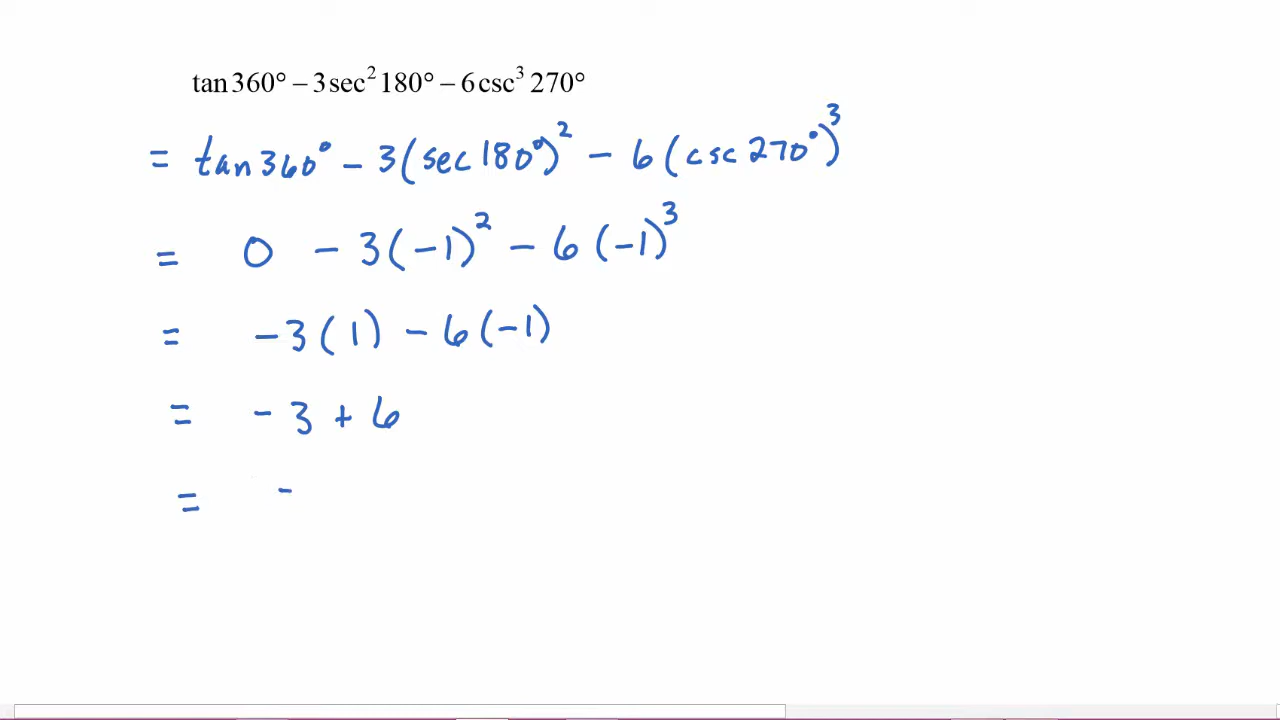 tan 360° − 3 sec² 180° − 6 csc³ 270°
= tan 360° − 3(sec 180°)² − 6(csc 270°)³
= 0 − 3(−1)² − 6(−1)³
= −3(1) − 6(−1)
= −3 + 6
= -